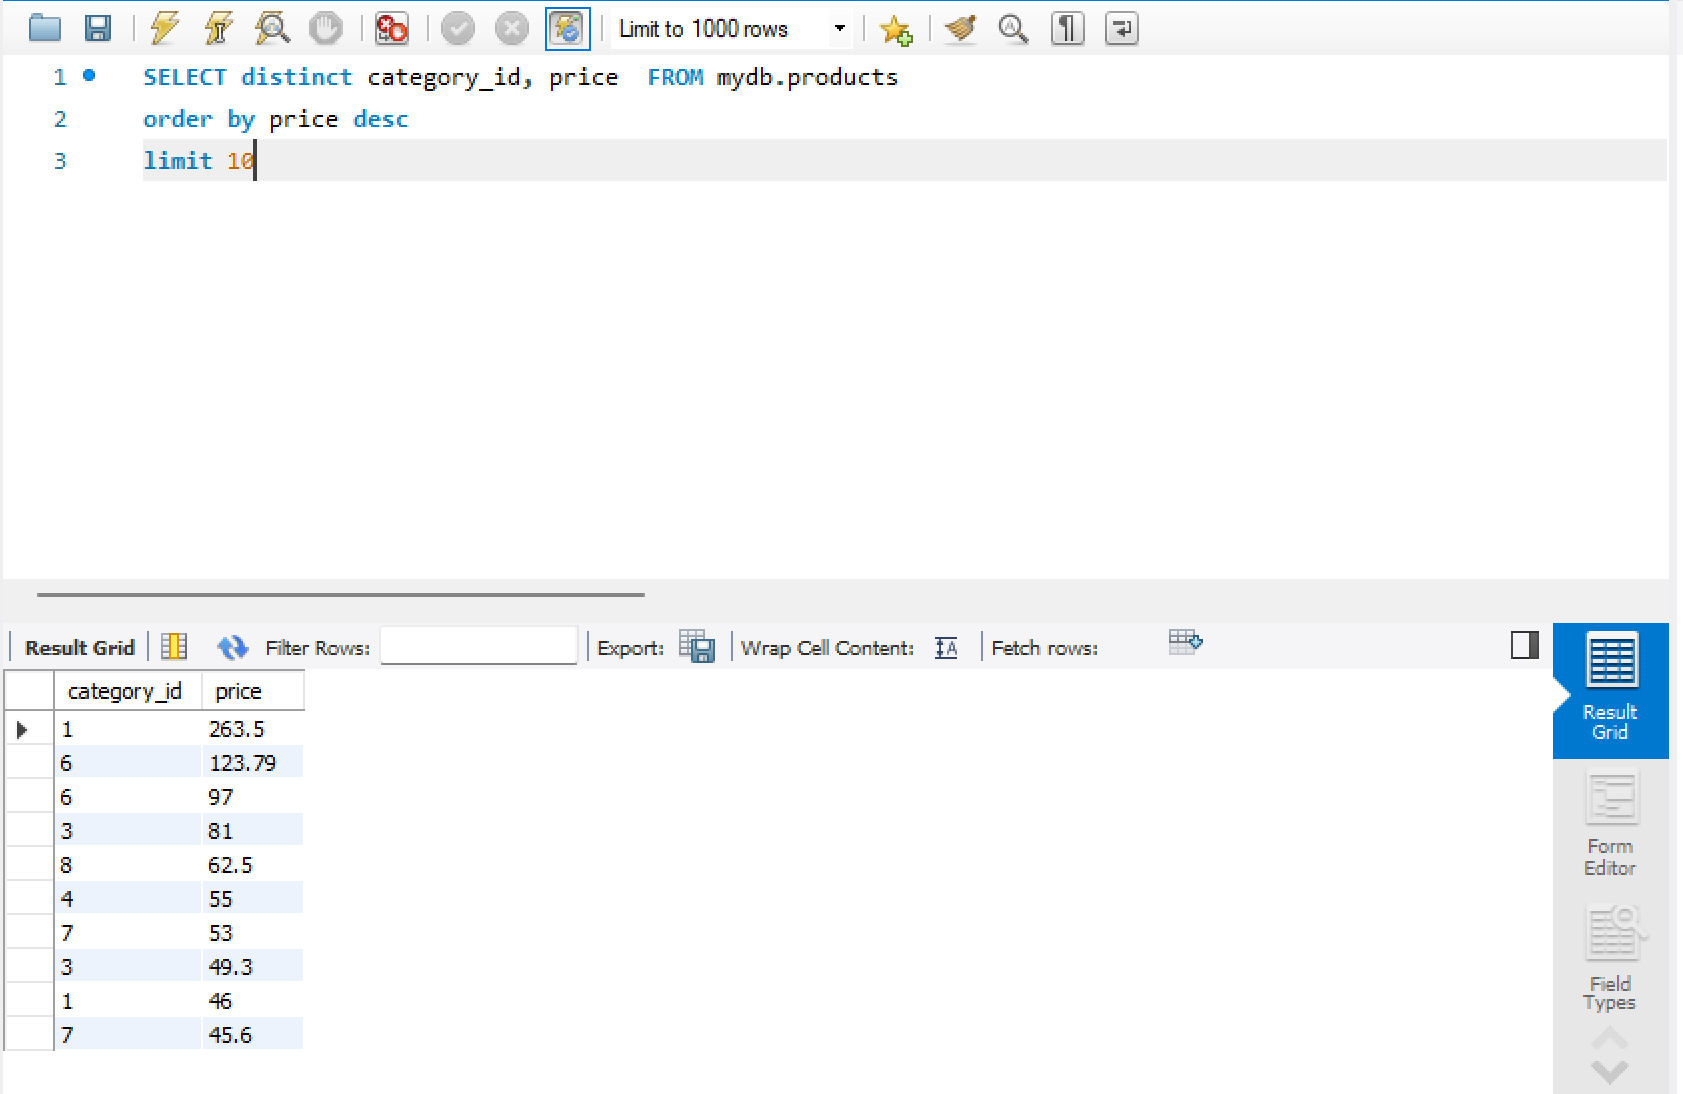 Limit to 1000 rows
1 SELECT distinct category_id, price  FROM mydb.products
2 order by price desc
3 limit 10
Result Grid Filter Rows: Export: Wrap Cell Content: Fetch rows:
category_id price
1 263.5
6 123.79
6 97
3 81
8 62.5
4 55
7 53
3 49.3
1 46
7 45.6
Result
Grid
Form
Editor
Field
Types